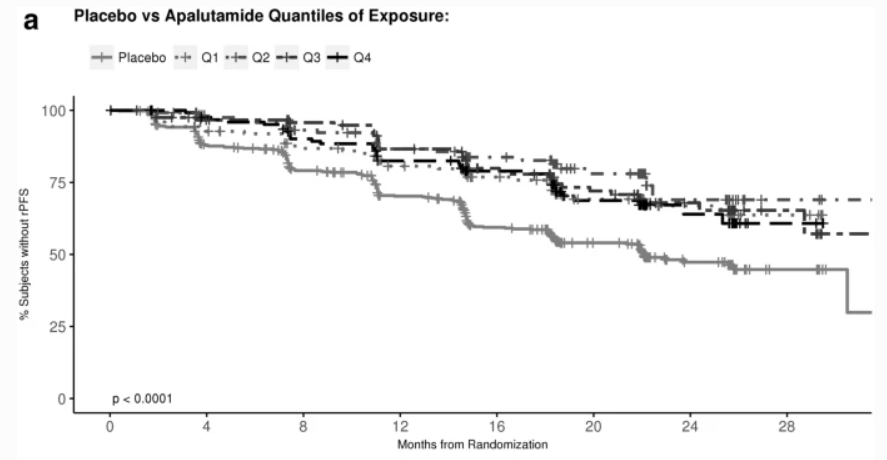 a
Placebo vs Apalutamide Quantiles of Exposure:
Placebo Q1 Q2 Q3 Q4
100
75
50
25
0
% Subjects without rPFS
p < 0.0001
0 4 8 12 16 20 24 28
Months from Randomization